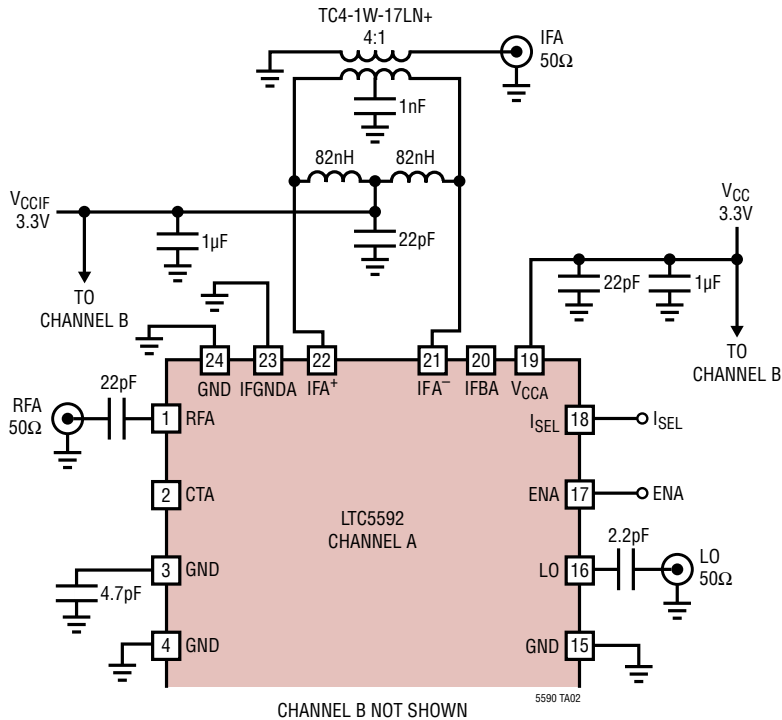 TC4-1W-17LN+
4:1
IFA
50Ω
1nF
82nH
82nH
VCCIF
3.3V
1µF
22pF
TO
CHANNEL B
VCC
3.3V
22pF
1µF
TO
CHANNEL B
24
23
22
21
20
19
GND
IFGNDA
IFA+
IFA−
IFBA
VCCA
RFA
50Ω
22pF
1
RFA
ISEL
18
ISEL
2
CTA
ENA
17
ENA
LTC5592
CHANNEL A
4.7pF
3
GND
LO
16
2.2pF
LO
50Ω
4
GND
GND
15
5590 TA02
CHANNEL B NOT SHOWN